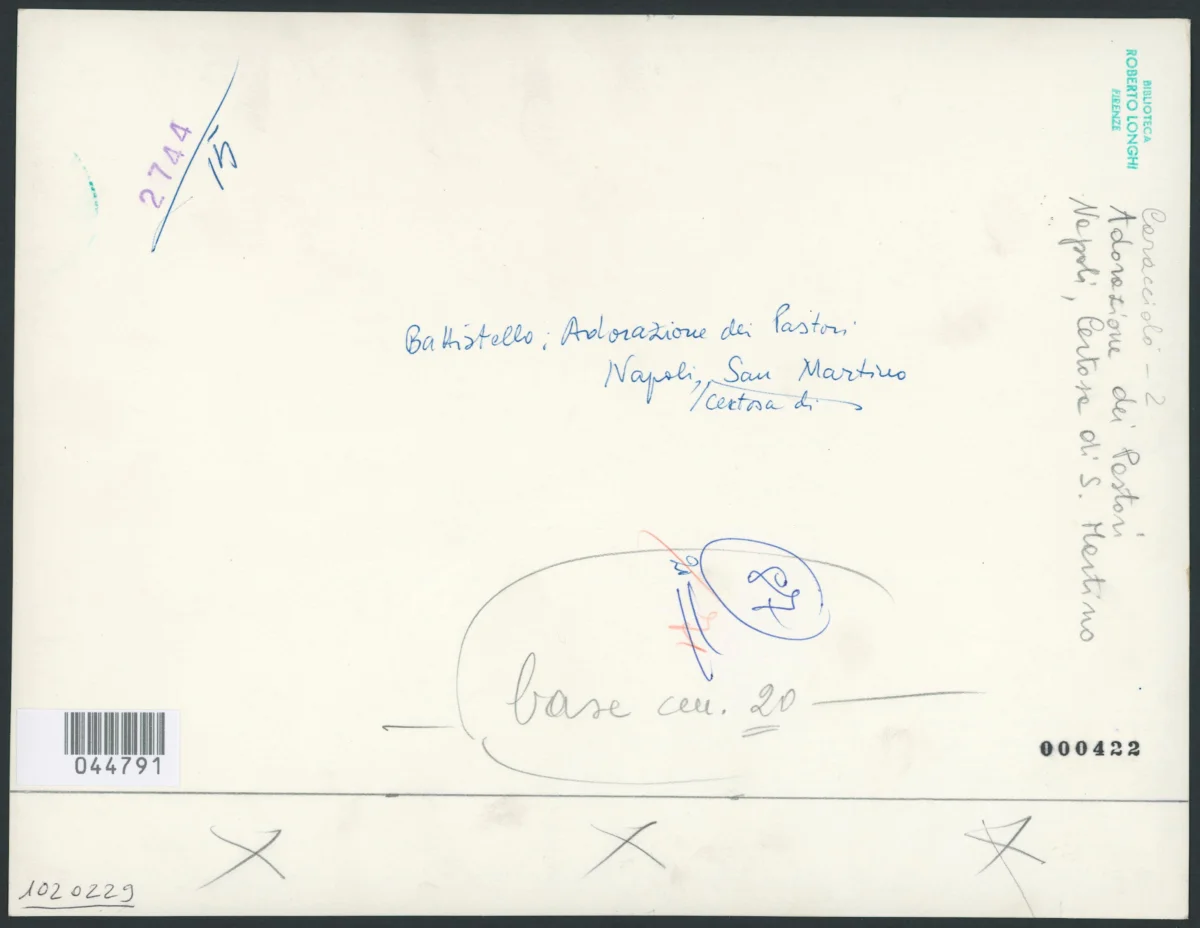 BIBLIOTECA
ROBERTO LONGHI
FIRENZE
2744
15
Caracciolo - 2
Adorazione dei Pastori
Napoli, Certosa di S. Martino
Battistello; Adorazione dei Pastori
Napoli, San Martino
Certosa di
87
base cm. 20
044791
000422
1020229